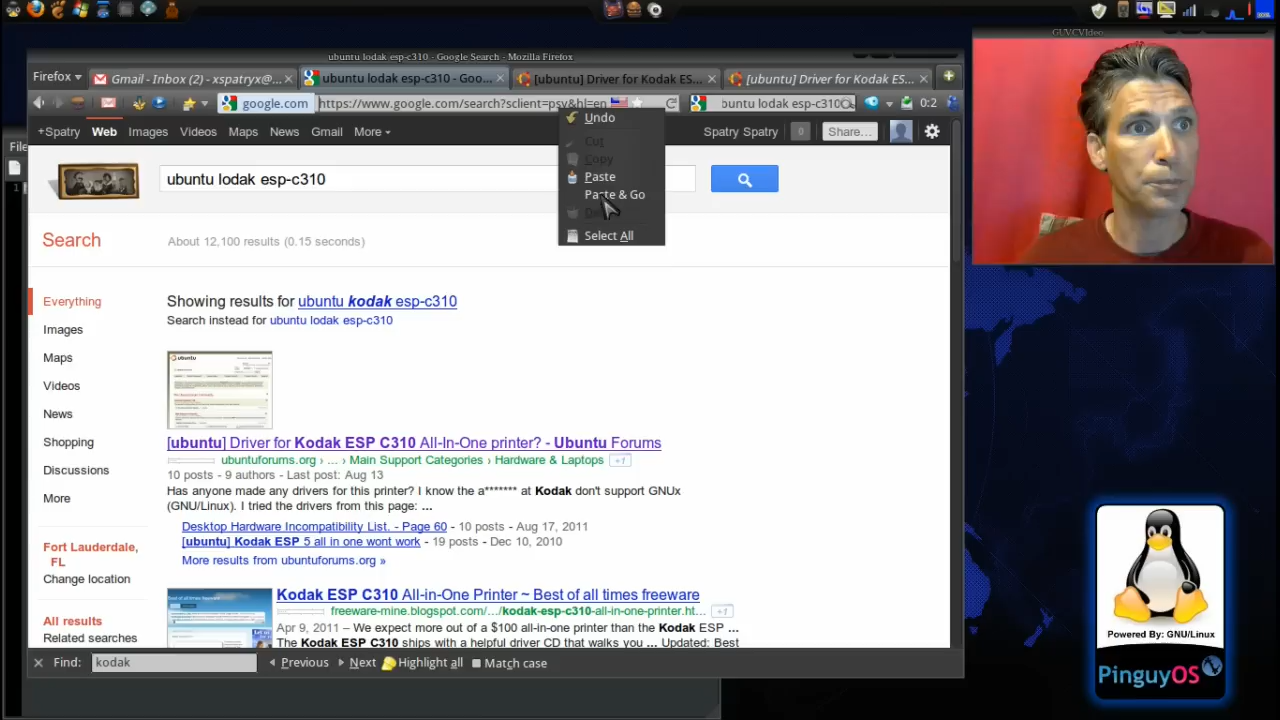 GUVCVideo
ubuntu lodak esp-c310 - Google Search - Mozilla Firefox
Firefox
Gmail - Inbox (2) - xspatryx@...
ubuntu lodak esp-c310 - Goo...
[ubuntu] Driver for Kodak ES...
[ubuntu] Driver for Kodak ESP...
google.com
https://www.google.com/search?sclient=psy&hl=en
buntu lodak esp-c310
0:2
+Spatry
Web
Images
Videos
Maps
News
Gmail
More
Spatry Spatry
0
Share...
Undo
Cut
Copy
Paste
Paste & Go
Select All
File
1
ubuntu lodak esp-c310
Search
About 12,100 results (0.15 seconds)
Everything
Images
Maps
Videos
News
Shopping
Discussions
More
Fort Lauderdale,
FL
Change location
All results
Related searches
Showing results for ubuntu kodak esp-c310
Search instead for ubuntu lodak esp-c310
ubuntu
[ubuntu] Driver for Kodak ESP C310 All-In-One printer? - Ubuntu Forums
ubuntuforums.org › ... › Main Support Categories › Hardware & Laptops
+1
10 posts - 9 authors - Last post: Aug 13
Has anyone made any drivers for this printer? I know the a******* at Kodak don't support GNUx
(GNU/Linux). I tried the drivers from this page: ...
Desktop Hardware Incompatibility List. - Page 60 - 10 posts - Aug 17, 2011
[ubuntu] Kodak ESP 5 all in one wont work - 19 posts - Dec 10, 2010
More results from ubuntuforums.org »
Kodak ESP C310 All-in-One Printer ~ Best of all times freeware
freeware-mine.blogspot.com/.../kodak-esp-c310-all-in-one-printer.ht...
+1
Apr 9, 2011 – We expect more out of a $100 all-in-one printer than the Kodak ESP ...
The Kodak ESP C310 ships with a helpful driver CD that walks you ... Updated: Best
Find:
kodak
Previous
Next
Highlight all
Match case
Powered By: GNU/Linux
PinguyOS